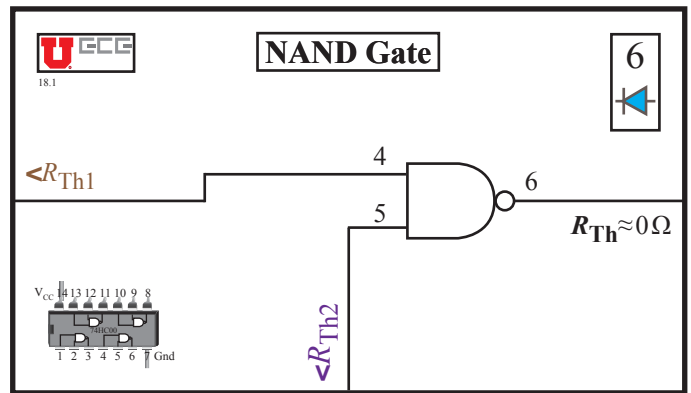 U ECE
18.1
NAND Gate
6
<RTh1
4
5
6
RTh≈0Ω
<RTh2
VCC 14 13 12 11 10 9 8
74HC00
1 2 3 4 5 6 7 Gnd